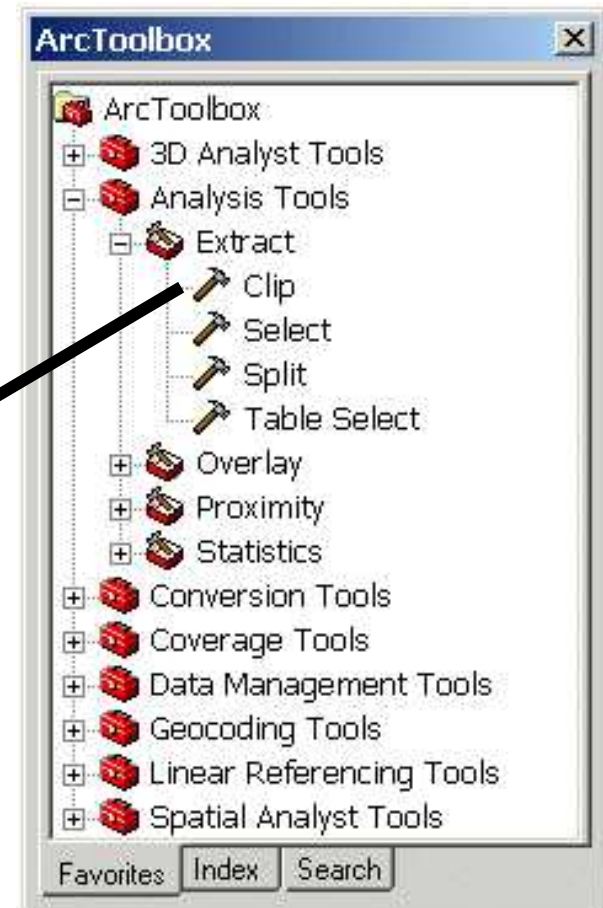 ArcToolbox
ArcToolbox
3D Analyst Tools
Analysis Tools
Extract
Clip
Select
Split
Table Select
Overlay
Proximity
Statistics
Conversion Tools
Coverage Tools
Data Management Tools
Geocoding Tools
Linear Referencing Tools
Spatial Analyst Tools
Favorites Index Search